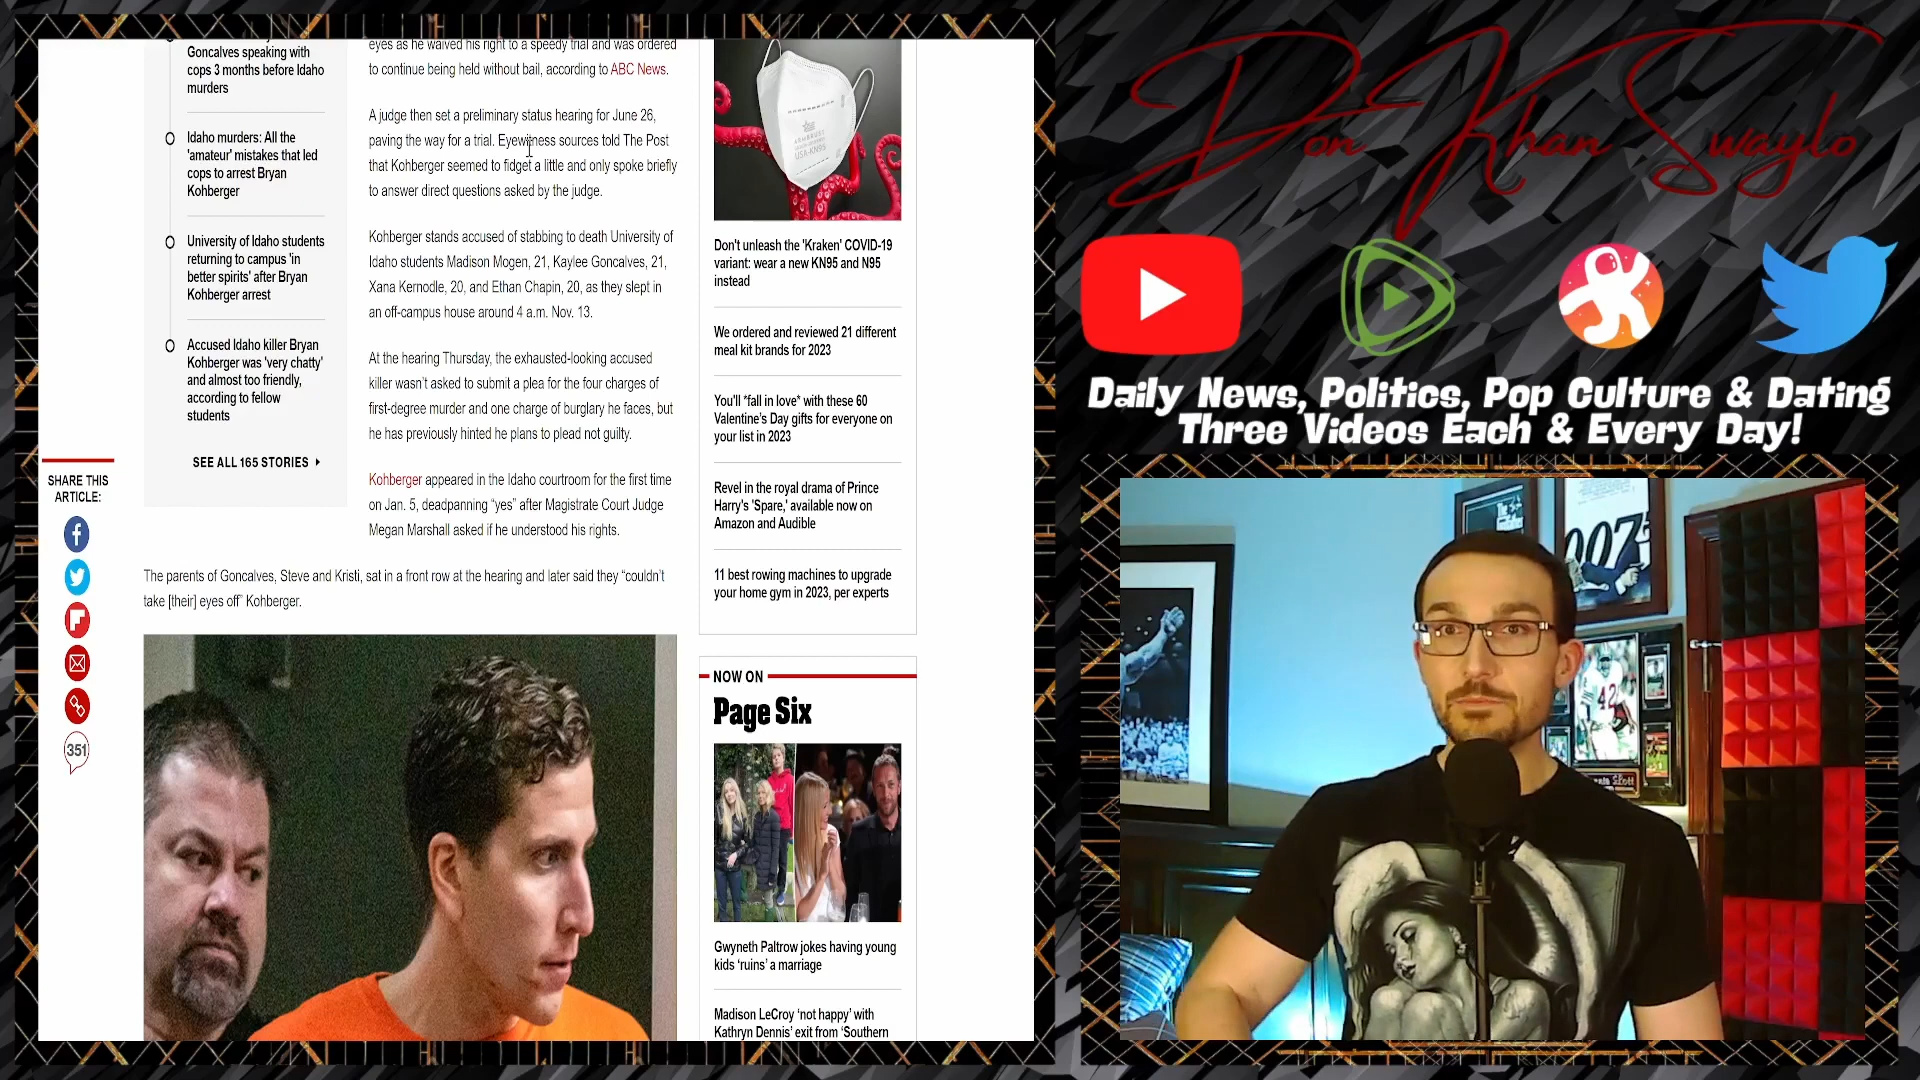 Goncalves speaking with
cops 3 months before Idaho
murders
Idaho murders: All the
'amateur' mistakes that led
cops to arrest Bryan
Kohberger
University of Idaho students
returning to campus 'in
better spirits' after Bryan
Kohberger arrest
Accused Idaho killer Bryan
Kohberger was 'very chatty'
and almost too friendly,
according to fellow
students
SEE ALL 165 STORIES
SHARE THIS
ARTICLE:
351
eyes as he waived his right to a speedy trial and was ordered
to continue being held without bail, according to ABC News.
A judge then set a preliminary status hearing for June 26,
paving the way for a trial. Eyewitness sources told The Post
that Kohberger seemed to fidget a little and only spoke briefly
to answer direct questions asked by the judge.
Kohberger stands accused of stabbing to death University of
Idaho students Madison Mogen, 21, Kaylee Goncalves, 21,
Xana Kernodle, 20, and Ethan Chapin, 20, as they slept in
an off-campus house around 4 a.m. Nov. 13.
At the hearing Thursday, the exhausted-looking accused
killer wasn't asked to submit a plea for the four charges of
first-degree murder and one charge of burglary he faces, but
he has previously hinted he plans to plead not guilty.
Kohberger appeared in the Idaho courtroom for the first time
on Jan. 5, deadpanning “yes” after Magistrate Court Judge
Megan Marshall asked if he understood his rights.
The parents of Goncalves, Steve and Kristi, sat in a front row at the hearing and later said they “couldn't
take [their] eyes off” Kohberger.
USA-KN95
Don't unleash the 'Kraken' COVID-19
variant: wear a new KN95 and N95
instead
We ordered and reviewed 21 different
meal kit brands for 2023
You'll *fall in love* with these 60
Valentine's Day gifts for everyone on
your list in 2023
Revel in the royal drama of Prince
Harry's 'Spare,' available now on
Amazon and Audible
11 best rowing machines to upgrade
your home gym in 2023, per experts
NOW ON
Page Six
Gwyneth Paltrow jokes having young
kids ‘ruins’ a marriage
Madison LeCroy ‘not happy’ with
Kathryn Dennis’ exit from ‘Southern
Don Khan Swaylo
Daily News, Politics, Pop Culture & Dating
Three Videos Each & Every Day!
007
42